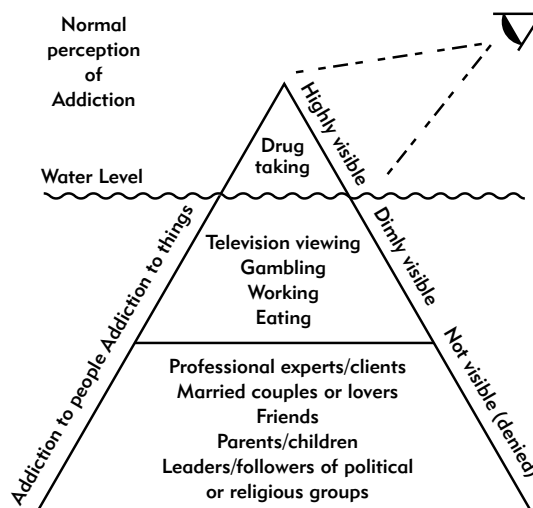 Normal
perception
of
Addiction
Highly visible
Drug
taking
Water Level
Addiction to people Addiction to things
Dimly visible
Television viewing
Gambling
Working
Eating
Not visible (denied)
Professional experts/clients
Married couples or lovers
Friends
Parents/children
Leaders/followers of political
or religious groups